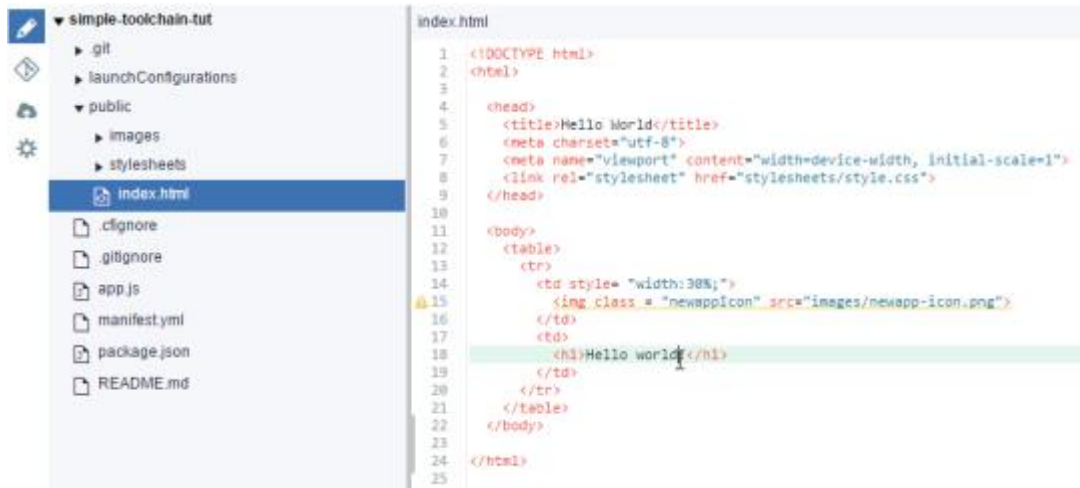 simple-toolchain-tut
.git
launchConfigurations
public
images
stylesheets
index.html
.cfignore
.gitignore
app.js
manifest.yml
package.json
README.md
index.html
1 <!DOCTYPE html>
2 <html>
3
4 <head>
5 <title>Hello World</title>
6 <meta charset="utf-8">
7 <meta name="viewport" content="width=device-width, initial-scale=1">
8 <link rel="stylesheet" href="stylesheets/style.css">
9 </head>
10
11 <body>
12 <table>
13 <tr>
14 <td style= "width:30%;">
15 <img class = "newappIcon" src="images/newapp-icon.png">
16 </td>
17 <td>
18 <h1>Hello world</h1>
19 </td>
20 </tr>
21 </table>
22 </body>
23
24 </html>
25